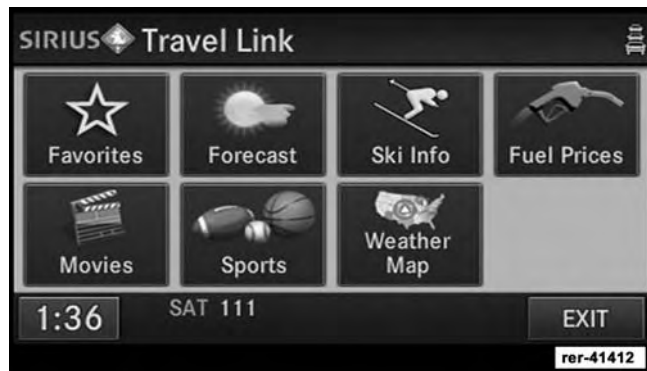 SIRIUS Travel Link
Favorites
Forecast
Ski Info
Fuel Prices
Movies
Sports
Weather
Map
1:36
SAT 111
EXIT
rer-41412